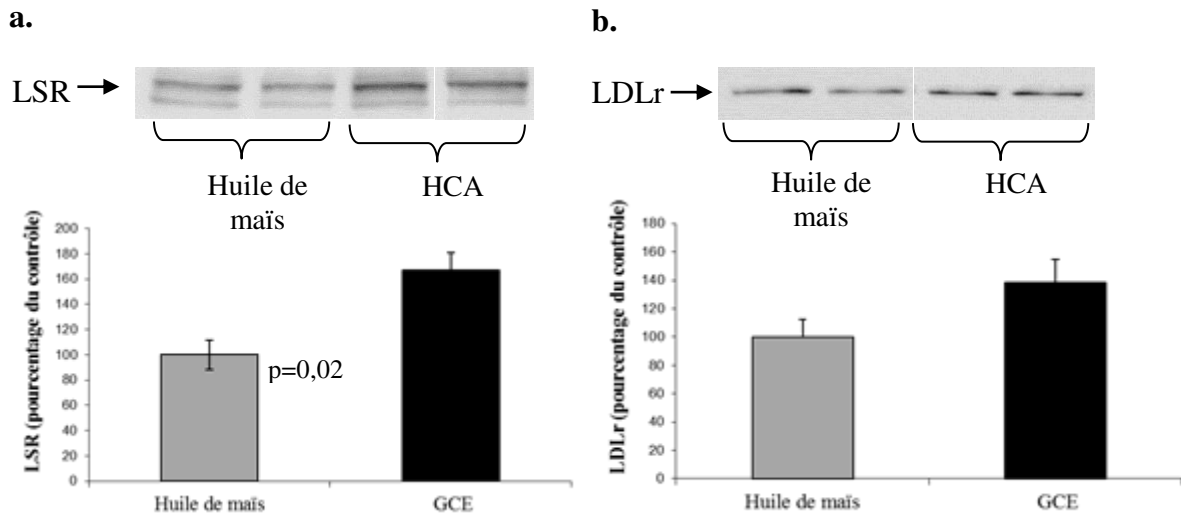 a.
LSR
Huile de
maïs
HCA
LSR (pourcentage du contrôle)
200
180
160
140
120
100
80
60
40
20
0
p=0,02
Huile de maïs
GCE
b.
LDLr
Huile de
maïs
HCA
LDLr (pourcentage du contrôle)
180
160
140
120
100
80
60
40
20
0
Huile de maïs
GCE